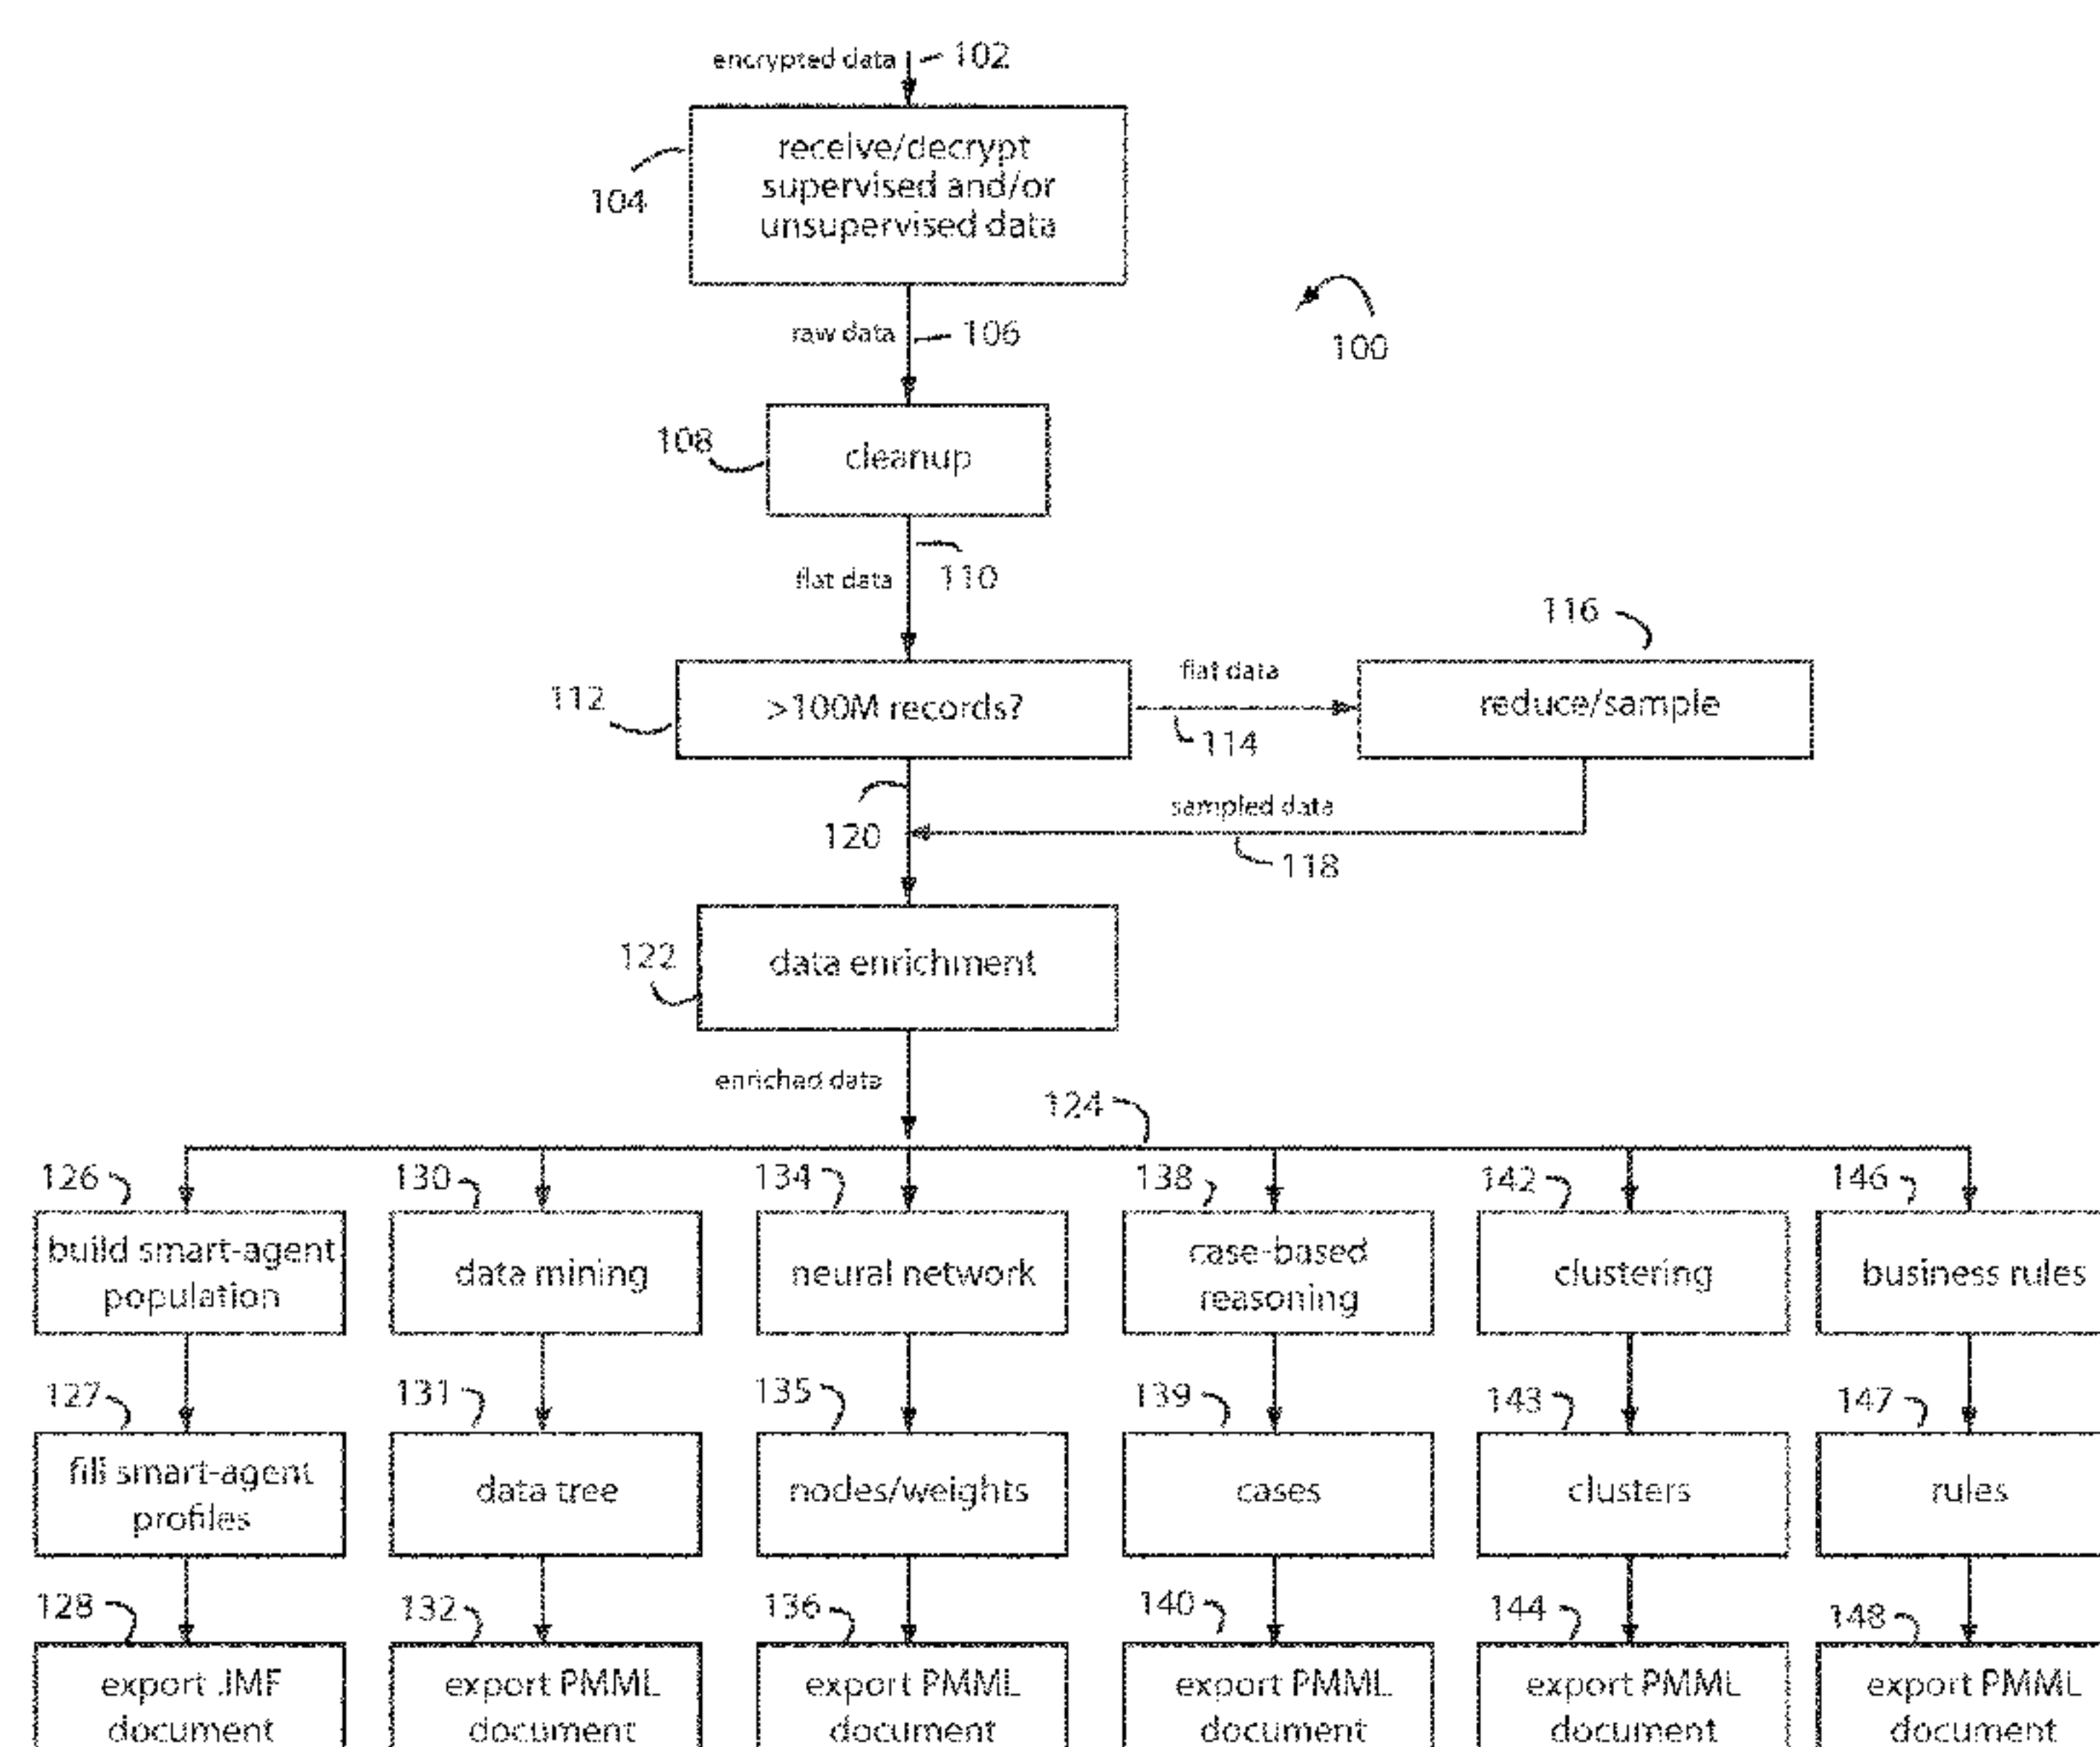 encrypted data 102
receive/decrypt
supervised and/or
unsupervised data
104
raw data 106
100
108
cleanup
flat data 110
116
112
>100M records?
flat data
114
reduce/sample
120
sampled data
118
122
data enrichment
enriched data
124
126 130 134 138 142 146
build smart-agent
population
data mining
neural network
case-based
reasoning
clustering
business rules
127 131 135 139 143 147
fill smart-agent
profiles
data tree
nodes/weights
cases
clusters
rules
128 132 136 140 144 148
export .IMF
document
export PMML
document
export PMML
document
export PMML
document
export PMML
document
export PMML
document